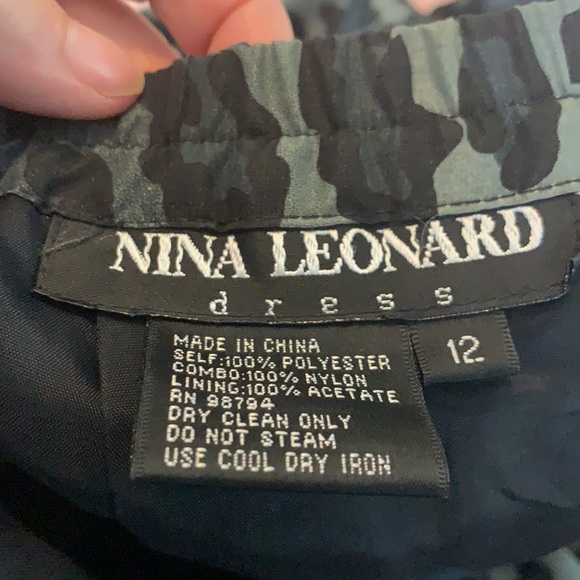 NINA LEONARD
dress
12
MADE IN CHINA
SELF:100% POLYESTER
COMBO:100% NYLON
LINING:100% ACETATE
RN 98794
DRY CLEAN ONLY
DO NOT STEAM
USE COOL DRY IRON